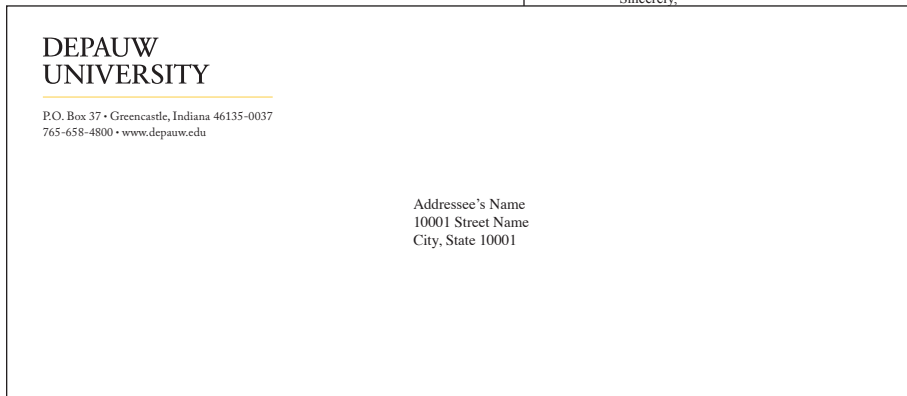 Sincerely,
DEPAUW
UNIVERSITY
P.O. Box 37 • Greencastle, Indiana 46135-0037
765-658-4800 • www.depauw.edu
Addressee’s Name
10001 Street Name
City, State 10001